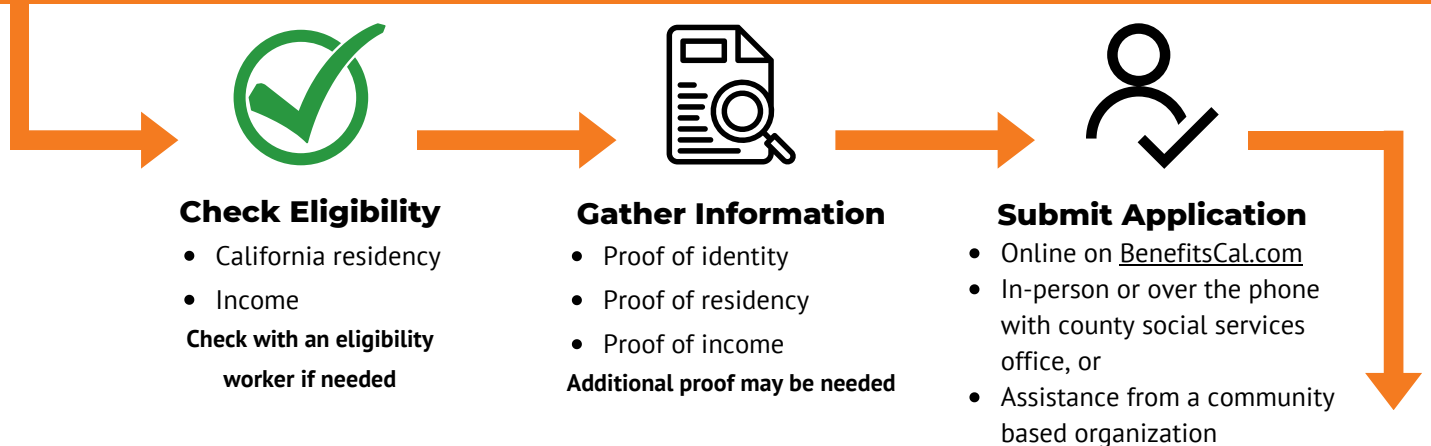 Check Eligibility
• California residency
• Income
Check with an eligibility
worker if needed
Gather Information
• Proof of identity
• Proof of residency
• Proof of income
Additional proof may be needed
Submit Application
• Online on BenefitsCal.com
• In-person or over the phone
with county social services
office, or
• Assistance from a community
based organization